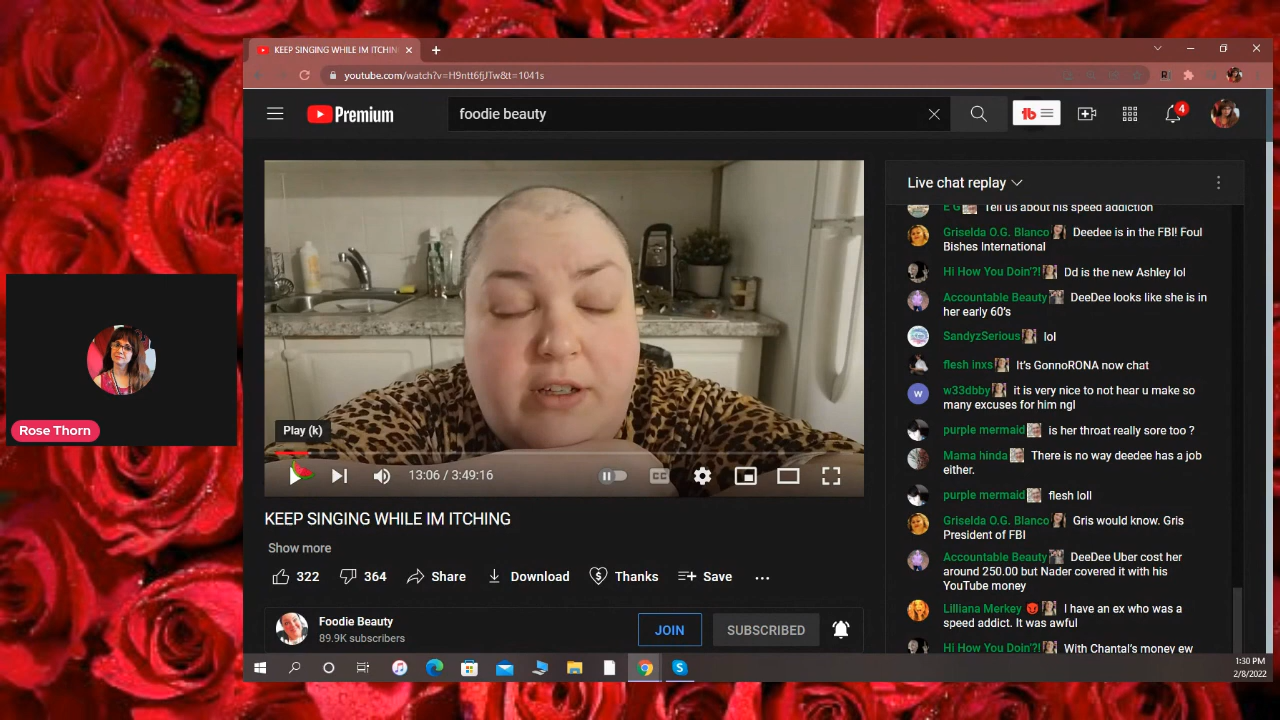 KEEP SINGING WHILE IM ITCHIN
youtube.com/watch?v=H9ntt6fjJTw&t=1041s
Premium
foodie beauty
4
Live chat replay
E G Tell us about his speed addiction
Griselda O.G. Blanco Deedee is in the FBI! Foul
Bishes International
Hi How You Doin'?! Dd is the new Ashley lol
Accountable Beauty DeeDee looks like she is in
her early 60's
SandyzSerious lol
flesh inxs It's GonnoRONA now chat
W
w33dbby it is very nice to not hear u make so
many excuses for him ngl
purple mermaid is her throat really sore too ?
Mama hinda There is no way deedee has a job
either.
purple mermaid flesh loll
Griselda O.G. Blanco Gris would know. Gris
President of FBI
Accountable Beauty DeeDee Uber cost her
around 250.00 but Nader covered it with his
YouTube money
Lilliana Merkey I have an ex who was a
speed addict. It was awful
Hi How You Doin'?! With Chantal's money ew
Rose Thorn
Play (k)
13:06 / 3:49:16
CC
KEEP SINGING WHILE IM ITCHING
Show more
322 364 Share Download Thanks Save
Foodie Beauty
89.9K subscribers
JOIN SUBSCRIBED
1:30 PM
2/8/2022